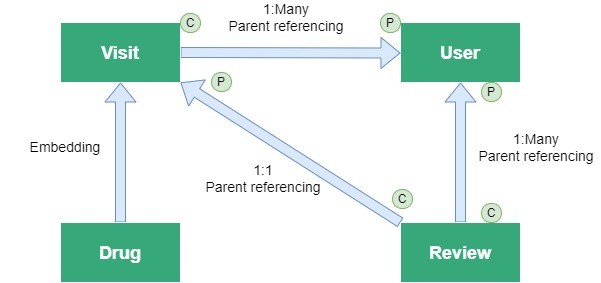 1:Many
Parent referencing
C
P
Visit
User
P
P
Embedding
1:Many
Parent referencing
1:1
Parent referencing
C
C
Drug
Review